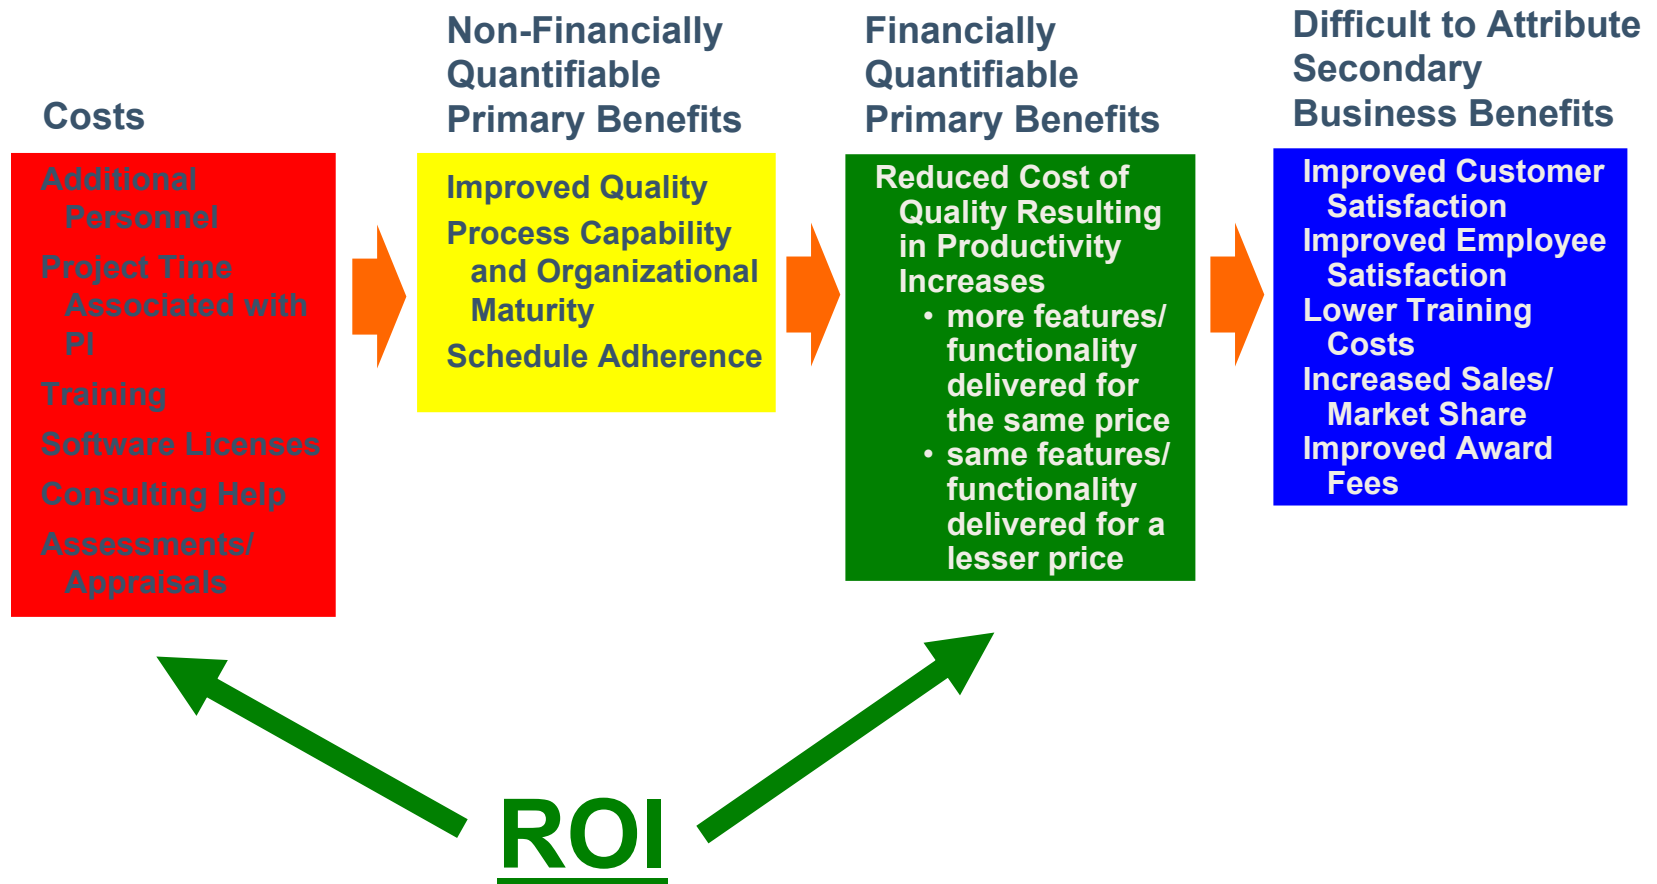 Costs
Additional
Personnel
Project Time
Associated with
PI
Training
Software Licenses
Consulting Help
Assessments/
Appraisals
Non-Financially
Quantifiable
Primary Benefits
Improved Quality
Process Capability
and Organizational
Maturity
Schedule Adherence
Financially
Quantifiable
Primary Benefits
Reduced Cost of
Quality Resulting
in Productivity
Increases
• more features/
functionality
delivered for
the same price
• same features/
functionality
delivered for a
lesser price
Difficult to Attribute
Secondary
Business Benefits
Improved Customer
Satisfaction
Improved Employee
Satisfaction
Lower Training
Costs
Increased Sales/
Market Share
Improved Award
Fees
ROI